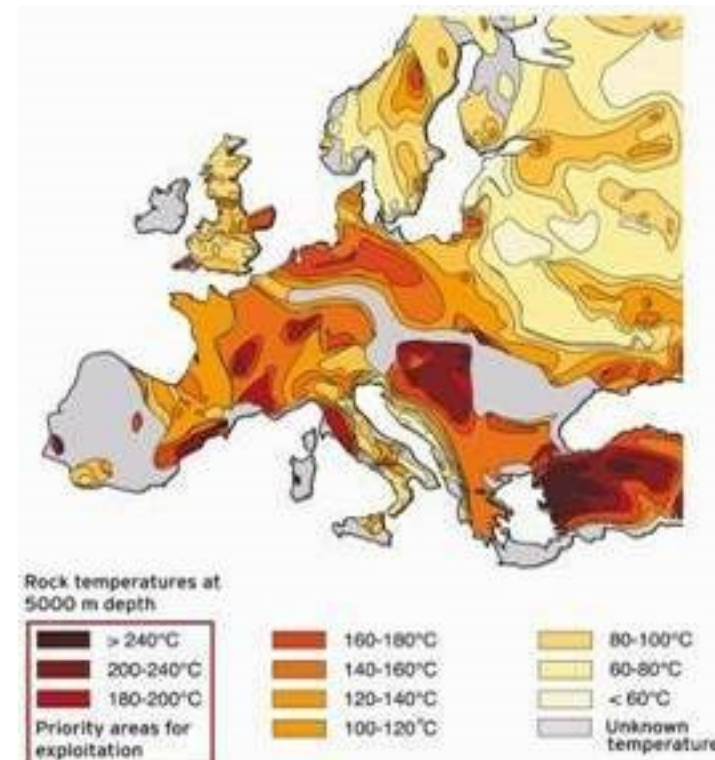 Rock temperatures at
5000 m depth
> 240°C
200-240°C
180-200°C
Priority areas for
exploitation
160-180°C
140-160°C
120-140°C
100-120°C
80-100°C
60-80°C
< 60°C
Unknown
temperature